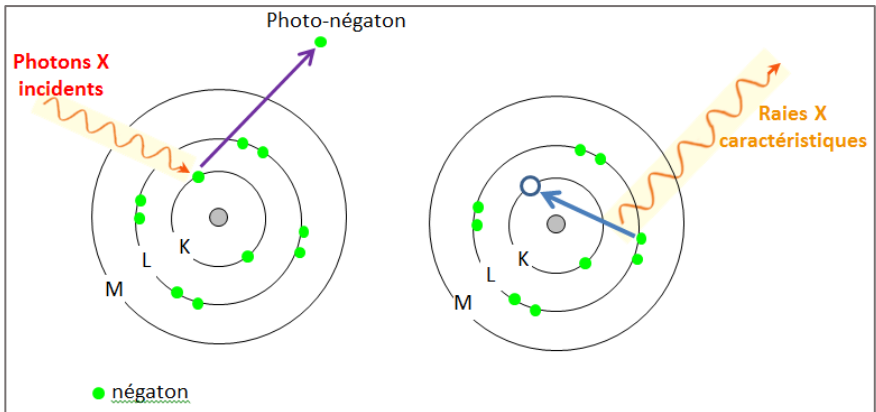 Photo-négaton
Photons X
incidents
K
L
M
Raies X
caractéristiques
K
L
M
négaton